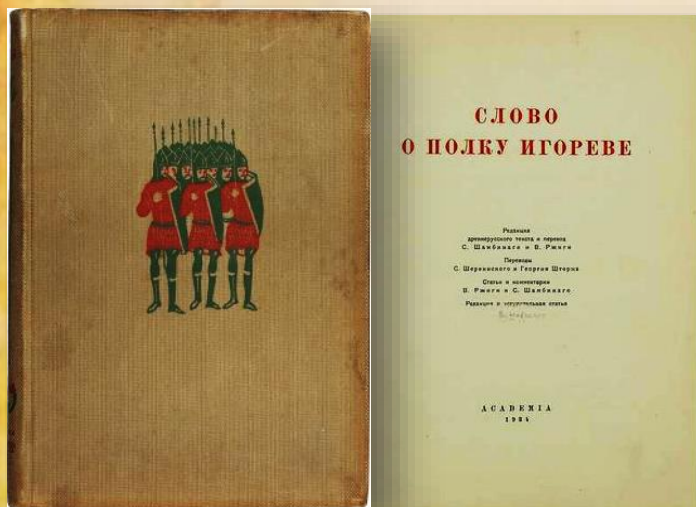 СЛОВО
О ПОЛКУ ИГОРЕВЕ
Редакция
древнерусского текста и перевод
С. Шамбинаго и В. Ржиги
Переводы
С. Шервинского и Георгия Шторма
Статьи и комментарии
В. Ржиги и С. Шамбинаго
Редакция и вступительная статья
ACADEMIA
1934